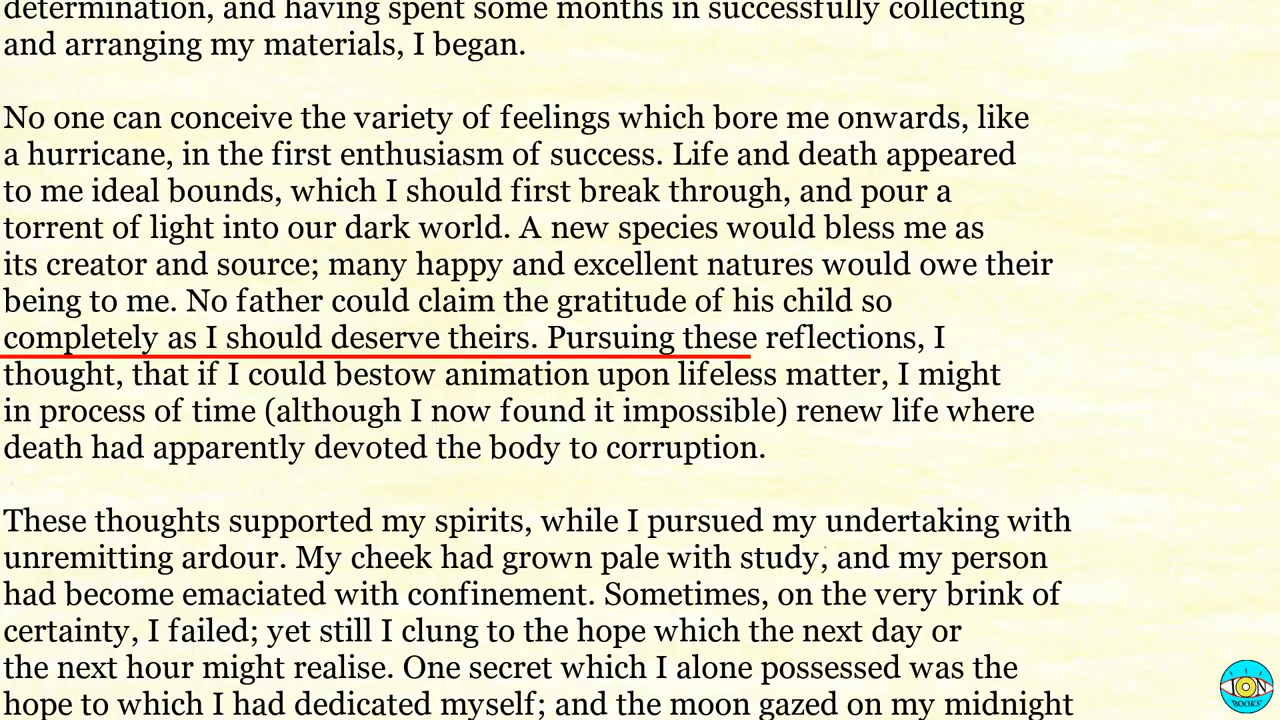 determination, and having spent some months in successfully collecting
and arranging my materials, I began.
No one can conceive the variety of feelings which bore me onwards, like
a hurricane, in the first enthusiasm of success. Life and death appeared
to me ideal bounds, which I should first break through, and pour a
torrent of light into our dark world. A new species would bless me as
its creator and source; many happy and excellent natures would owe their
being to me. No father could claim the gratitude of his child so
completely as I should deserve theirs. Pursuing these reflections, I
thought, that if I could bestow animation upon lifeless matter, I might
in process of time (although I now found it impossible) renew life where
death had apparently devoted the body to corruption.
These thoughts supported my spirits, while I pursued my undertaking with
unremitting ardour. My cheek had grown pale with study, and my person
had become emaciated with confinement. Sometimes, on the very brink of
certainty, I failed; yet still I clung to the hope which the next day or
the next hour might realise. One secret which I alone possessed was the
hope to which I had dedicated myself; and the moon gazed on my midnight
ION
BOOKS